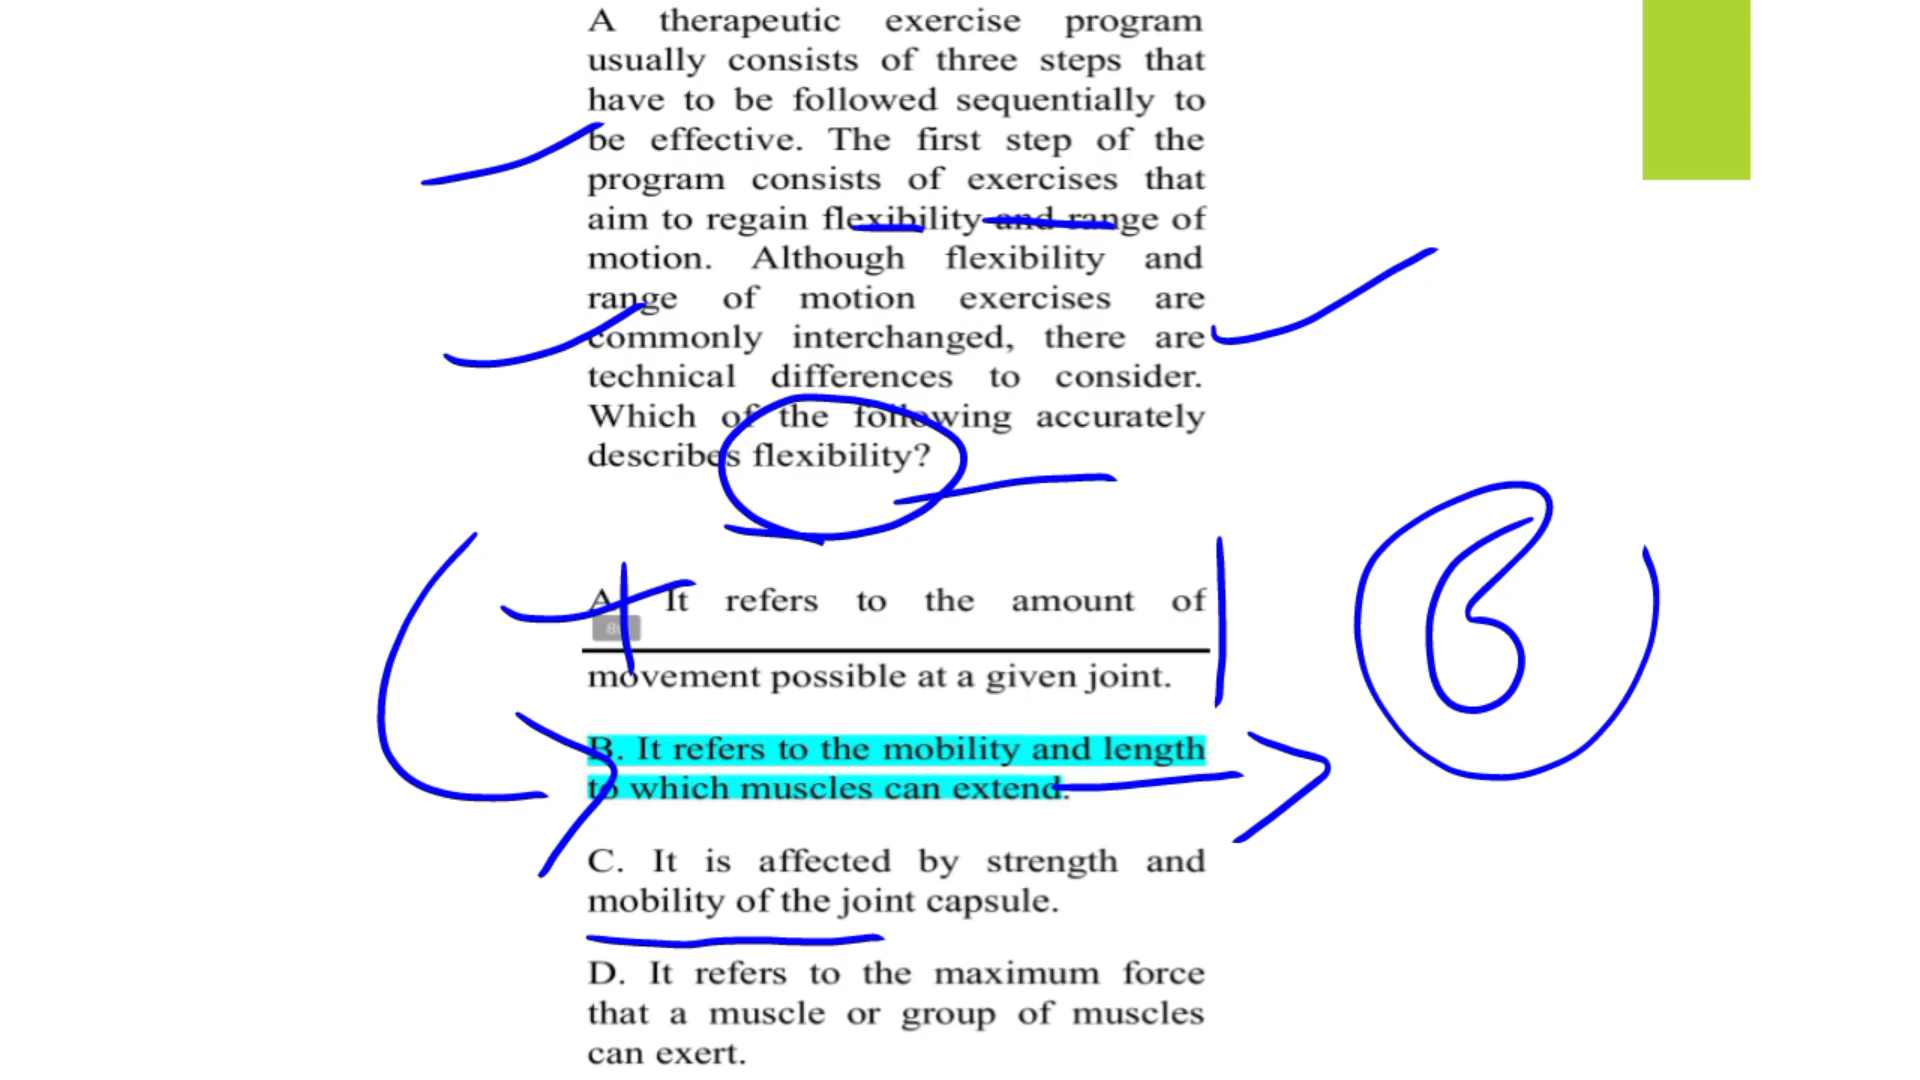 A therapeutic exercise program
usually consists of three steps that
have to be followed sequentially to
be effective. The first step of the
program consists of exercises that
aim to regain flexibility and range of
motion. Although flexibility and
range of motion exercises are
commonly interchanged, there are
technical differences to consider.
Which of the following accurately
describes flexibility?
A. It refers to the amount of
movement possible at a given joint.
B. It refers to the mobility and length
to which muscles can extend.
C. It is affected by strength and
mobility of the joint capsule.
D. It refers to the maximum force
that a muscle or group of muscles
can exert.
B